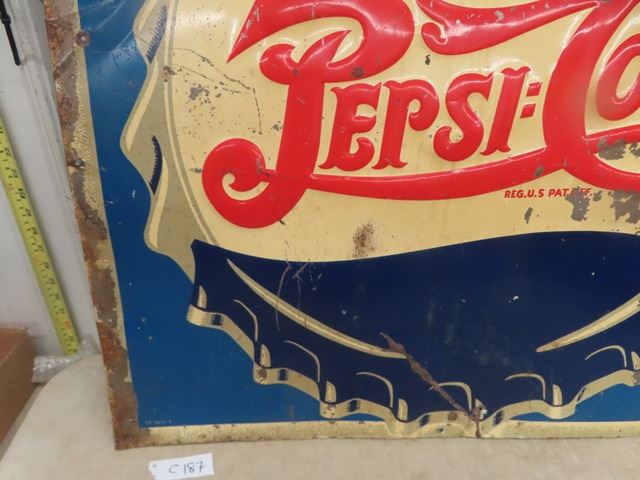 PEPSI=Co
REG.U.S PAT.OFF.
C187